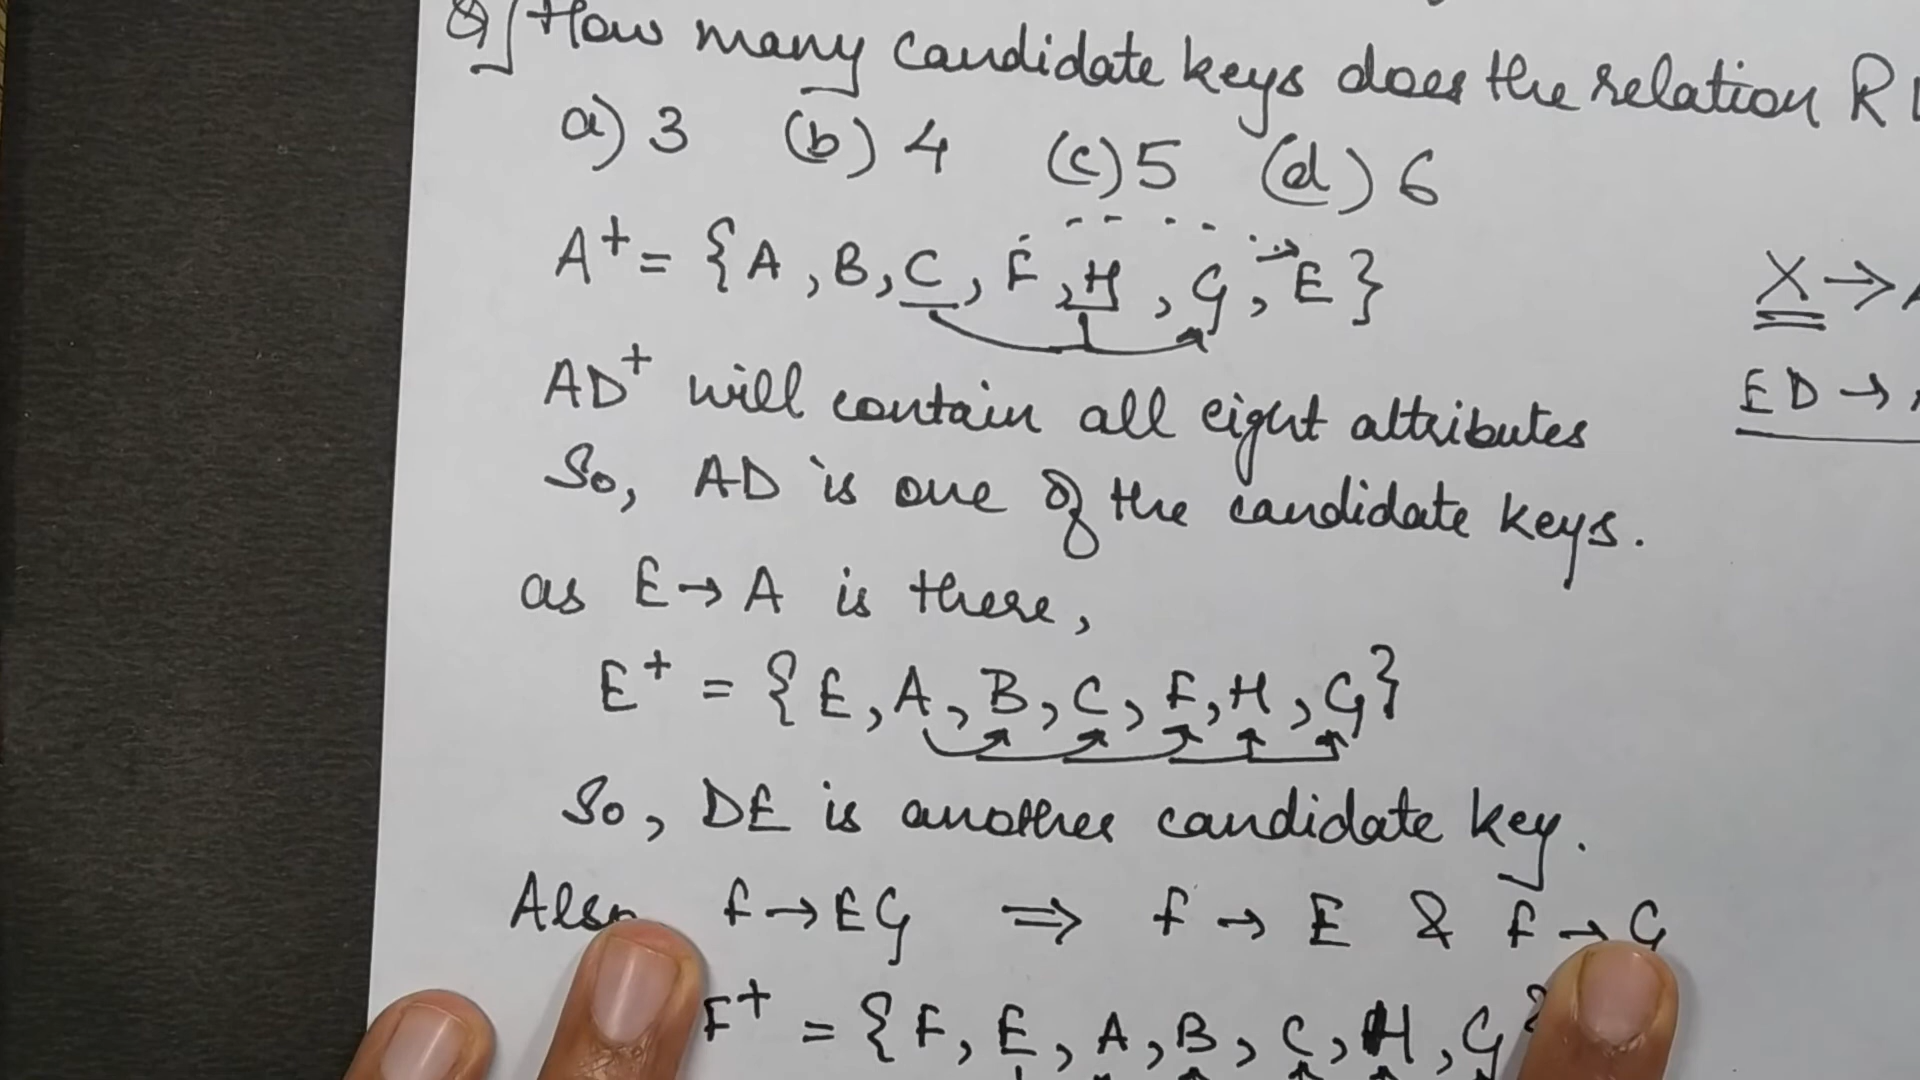 Q] How many candidate keys does the relation R
a) 3 (b) 4 (c) 5 (d) 6
A+ = {A, B, C, F, H, G, E}
X → A
AD+ will contain all eight attributes
ED →
So, AD is one of the candidate keys.
as E → A is there,
E+ = {E, A, B, C, F, H, G}
So, DE is another candidate key.
Also f → EG ⇒ f → E & f → G
F+ = {F, E, A, B, C, H, G}